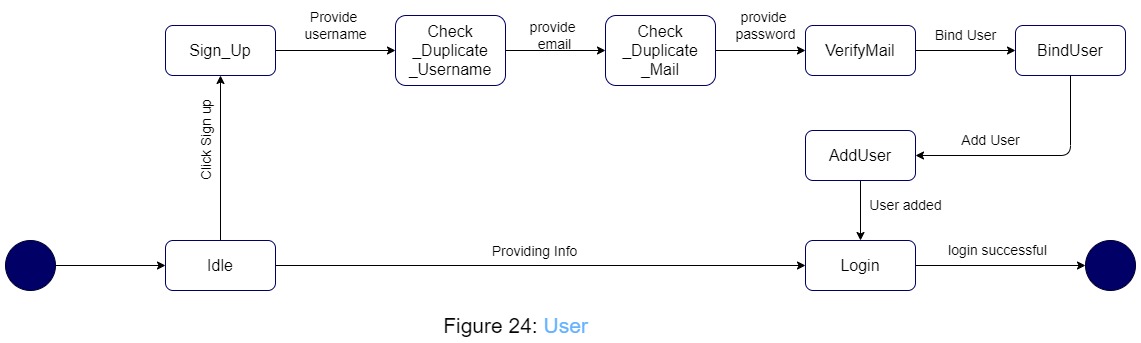 Sign_Up
Provide
username
Check
_Duplicate
_Username
provide
email
Check
_Duplicate
_Mail
provide
password
VerifyMail
Bind User
BindUser
Click Sign up
Add User
AddUser
User added
Idle
Providing Info
Login
login successful
Figure 24: User